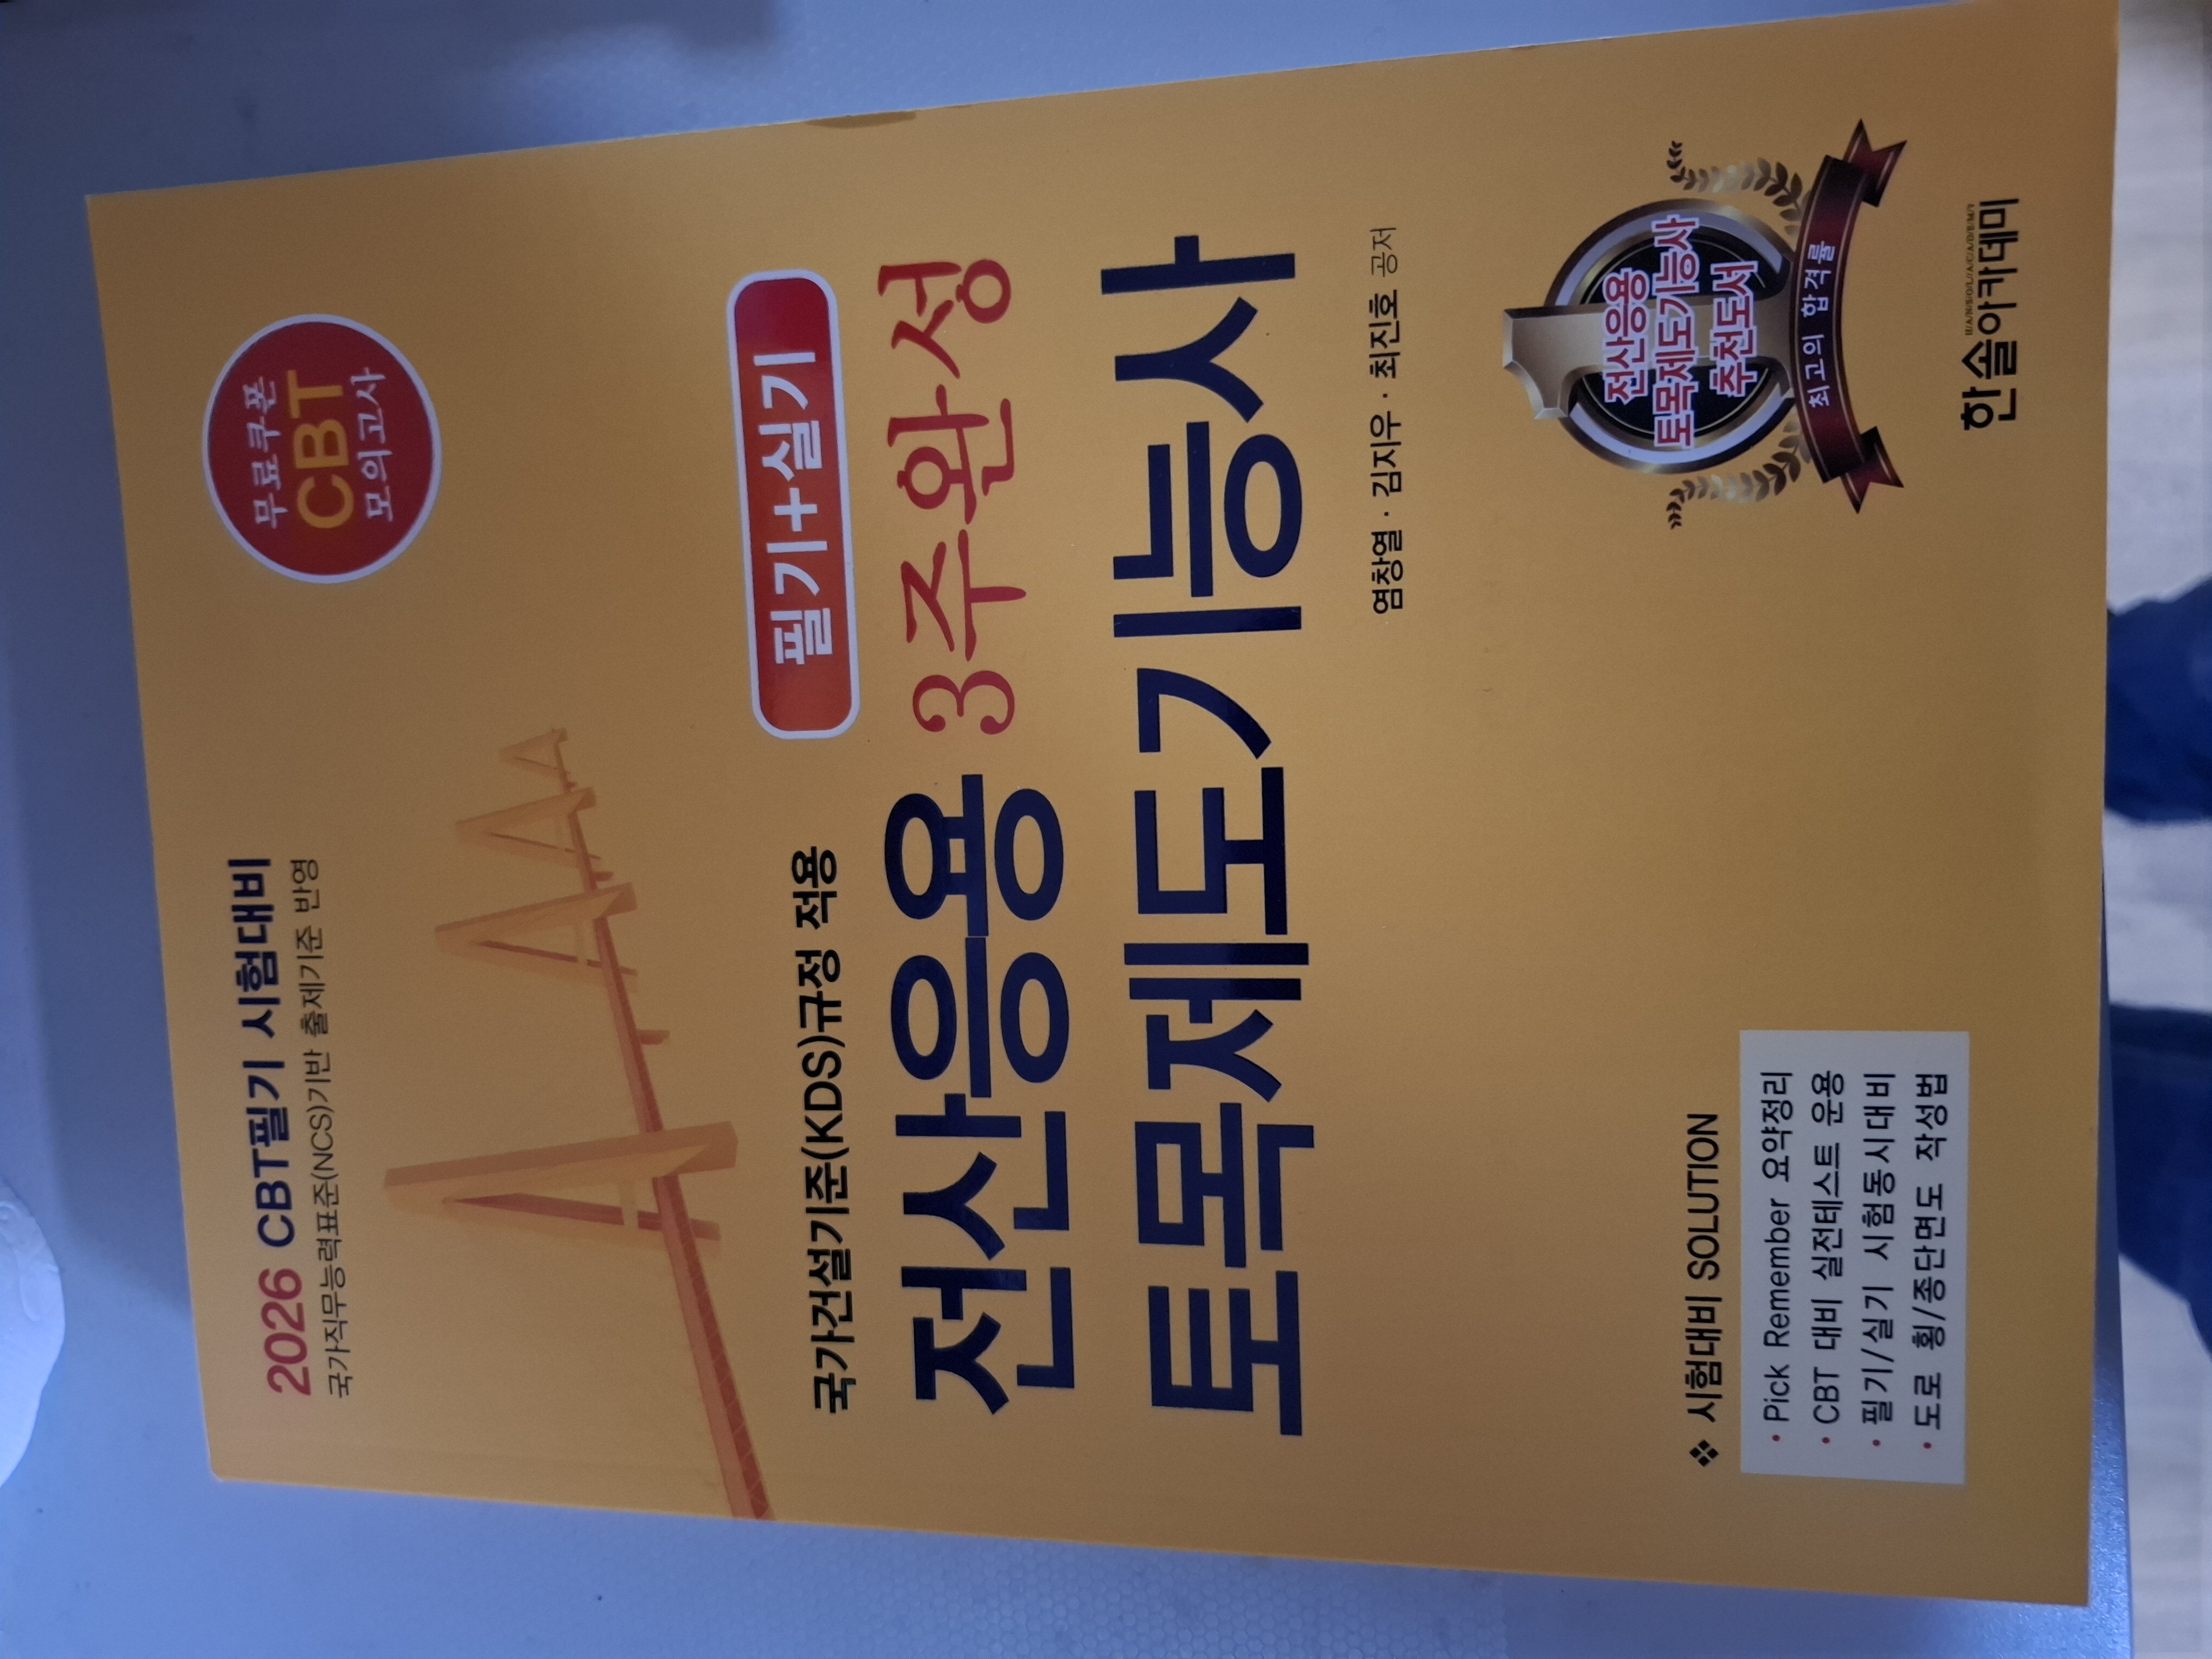 2026 CBT필기 시험대비
국가직무능력표준(NCS)기반 출제기준 반영
무료쿠폰
CBT
모의고사
국가건설기준(KDS)규정 적용
필기+실기
전산응용 3주완성
토목제도기능사
염창열 · 김지우 · 최진호 공저
❖ 시험대비 SOLUTION
• Pick Remember 요약정리
• CBT 대비 실전테스트 운용
• 필기/실기 시험동시대비
• 도로 횡/종단면도 작성법
1
전산응용
토목제도기능사
추천도서
최고의 합격률
H/A/N/S/O/L/A/C/A/D/E/M/Y
한솔아카데미